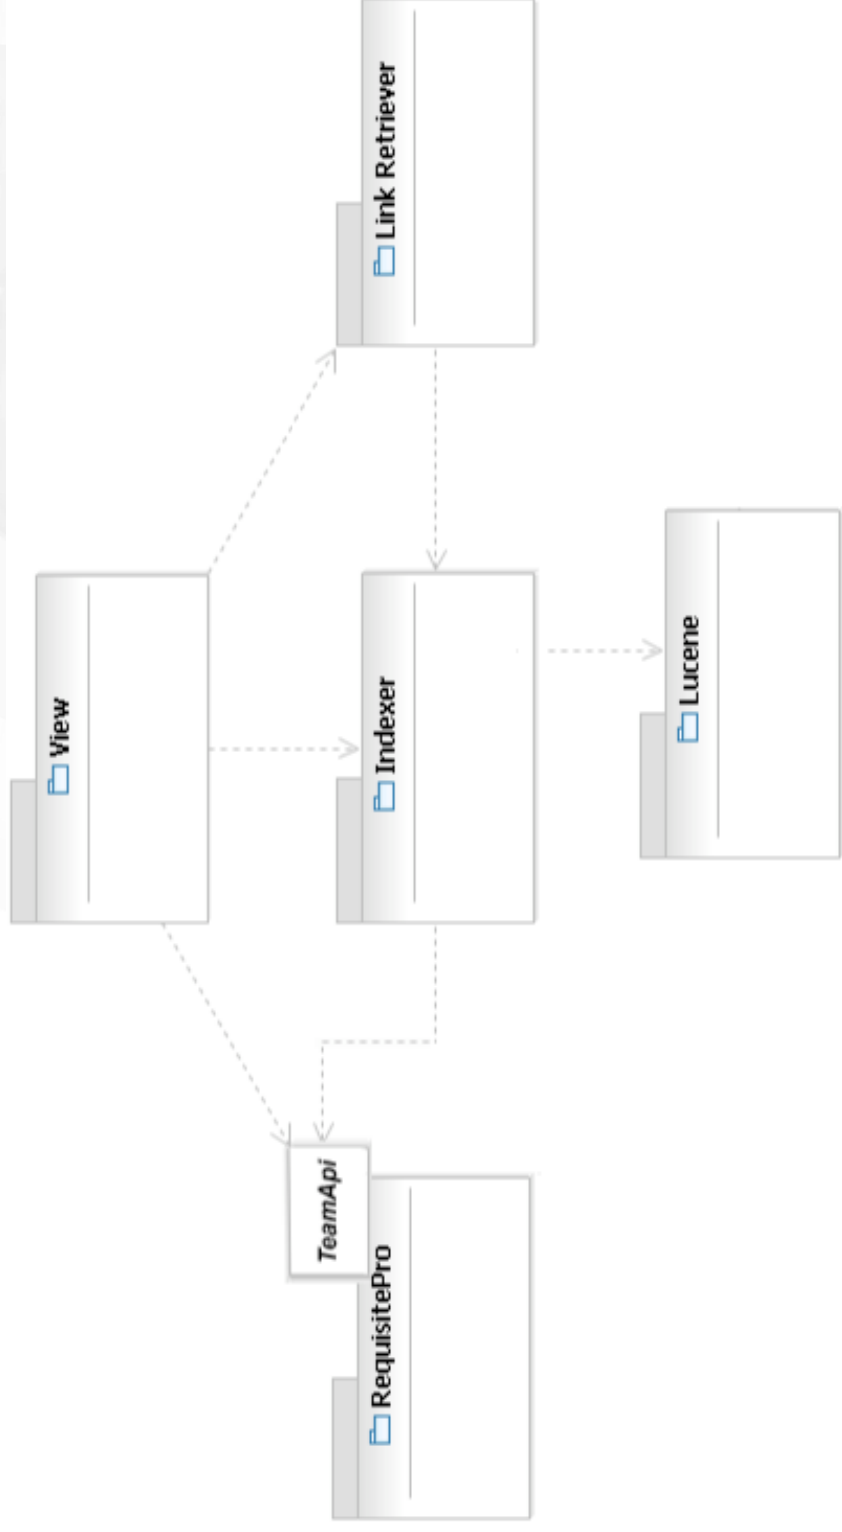 View
RequisitePro
TeamApi
Indexer
Link Retriever
Lucene